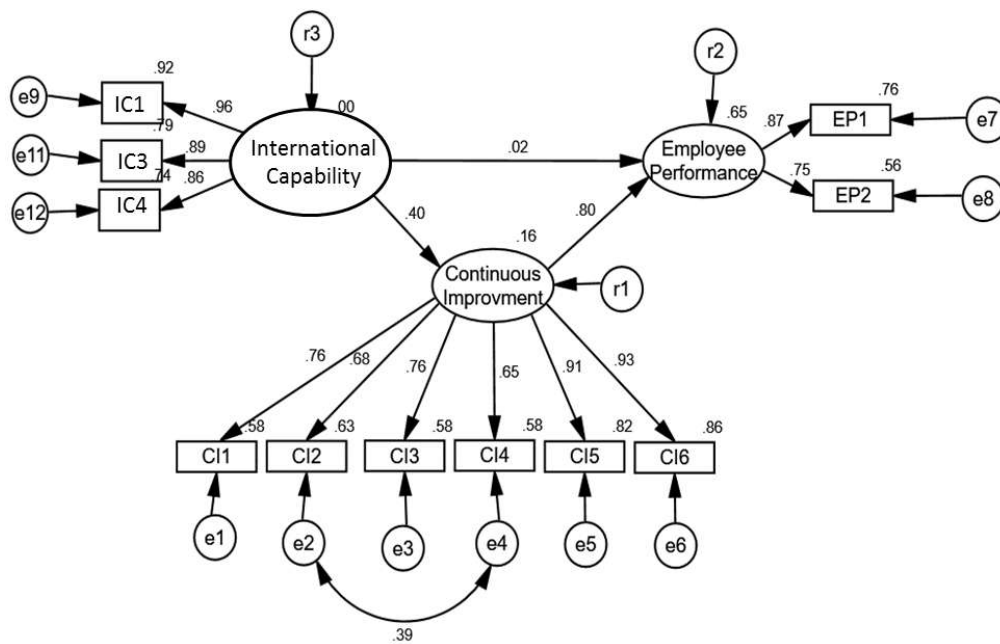 r3
r2
.92
e9
IC1
.96
.00
.65
.76
.87
EP1
e7
.79
e11
IC3
.89
International
Capability
.02
Employee
Performance
.75
.56
EP2
e8
.74
.86
e12
IC4
.40
.80
.16
Continuous
Improvment
r1
.76
.68
.76
.65
.91
.93
.58
.63
.58
.58
.82
.86
CI1
CI2
CI3
CI4
CI5
CI6
e1
e2
e3
e4
e5
e6
.39